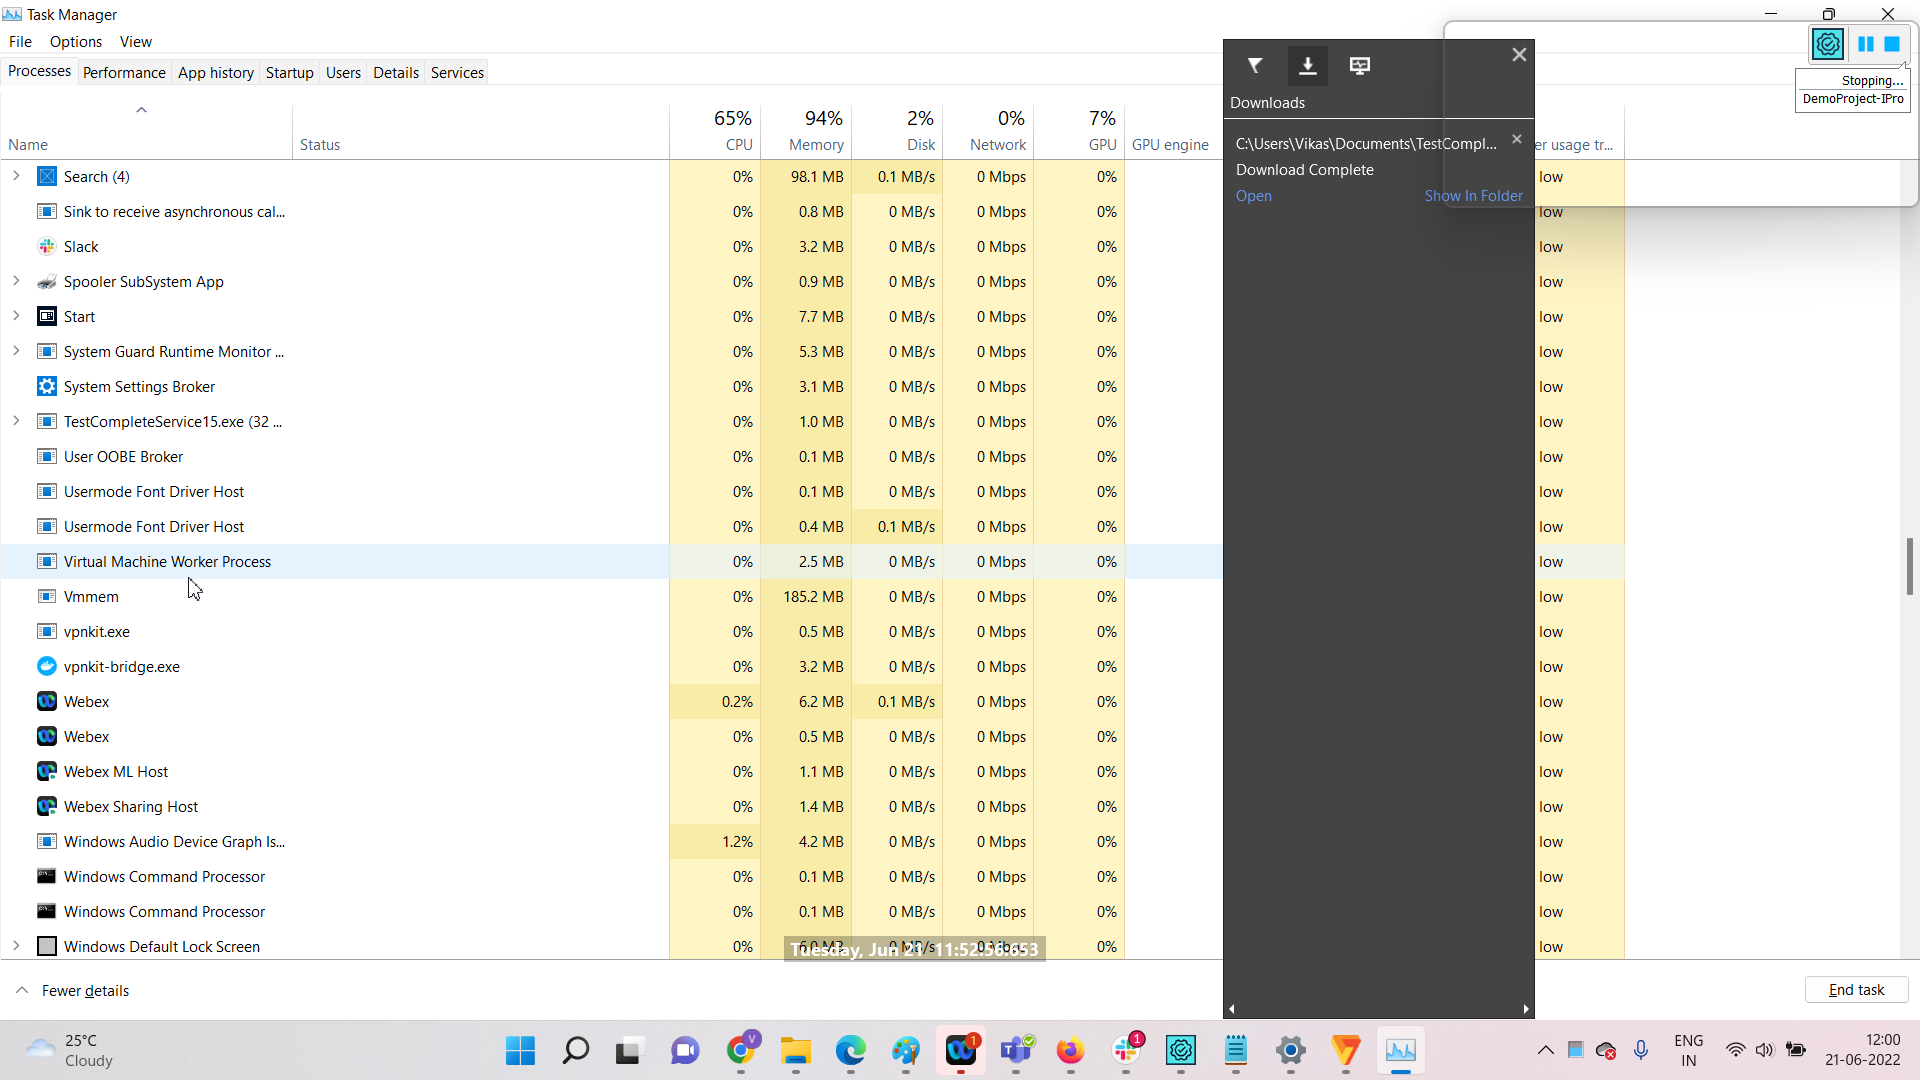 Task Manager
File Options View
Processes Performance App history Startup Users Details Services
65% 94% 2% 0% 7%
Name Status CPU Memory Disk Network GPU GPU engine er usage tr...
Search (4) 0% 98.1 MB 0.1 MB/s 0 Mbps 0% low
Sink to receive asynchronous cal... 0% 0.8 MB 0 MB/s 0 Mbps 0% low
Slack 0% 3.2 MB 0 MB/s 0 Mbps 0% low
Spooler SubSystem App 0% 0.9 MB 0 MB/s 0 Mbps 0% low
Start 0% 7.7 MB 0 MB/s 0 Mbps 0% low
System Guard Runtime Monitor ... 0% 5.3 MB 0 MB/s 0 Mbps 0% low
System Settings Broker 0% 3.1 MB 0 MB/s 0 Mbps 0% low
TestCompleteService15.exe (32 ... 0% 1.0 MB 0 MB/s 0 Mbps 0% low
User OOBE Broker 0% 0.1 MB 0 MB/s 0 Mbps 0% low
Usermode Font Driver Host 0% 0.1 MB 0 MB/s 0 Mbps 0% low
Usermode Font Driver Host 0% 0.4 MB 0.1 MB/s 0 Mbps 0% low
Virtual Machine Worker Process 0% 2.5 MB 0 MB/s 0 Mbps 0% low
Vmmem 0% 185.2 MB 0 MB/s 0 Mbps 0% low
vpnkit.exe 0% 0.5 MB 0 MB/s 0 Mbps 0% low
vpnkit-bridge.exe 0% 3.2 MB 0 MB/s 0 Mbps 0% low
Webex 0.2% 6.2 MB 0.1 MB/s 0 Mbps 0% low
Webex 0% 0.5 MB 0 MB/s 0 Mbps 0% low
Webex ML Host 0% 1.1 MB 0 MB/s 0 Mbps 0% low
Webex Sharing Host 0% 1.4 MB 0 MB/s 0 Mbps 0% low
Windows Audio Device Graph Is... 1.2% 4.2 MB 0 MB/s 0 Mbps 0% low
Windows Command Processor 0% 0.1 MB 0 MB/s 0 Mbps 0% low
Windows Command Processor 0% 0.1 MB 0 MB/s 0 Mbps 0% low
Windows Default Lock Screen 0% 0% low
Tuesday, Jun 21 11:52:56:653
Fewer details
End task
Downloads
C:\Users\Vikas\Documents\TestCompl...
Download Complete
Open Show In Folder
Stopping...
DemoProject-IPro
25°C
Cloudy
V
1
1
ENG
IN
12:00
21-06-2022